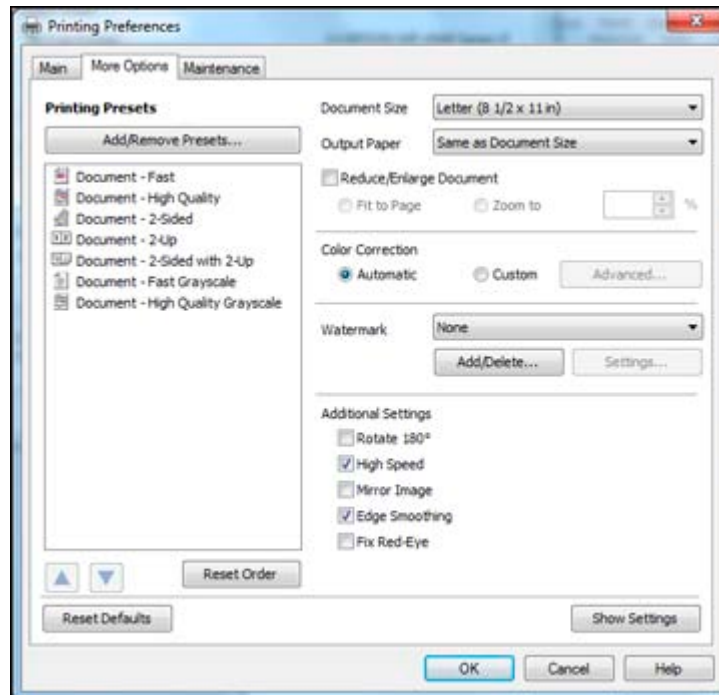 Printing Preferences
Main More Options Maintenance
Printing Presets
Add/Remove Presets...
Document - Fast
Document - High Quality
Document - 2-Sided
Document - 2-Up
Document - 2-Sided with 2-Up
Document - Fast Grayscale
Document - High Quality Grayscale
Reset Order
Document Size Letter (8 1/2 x 11 in)
Output Paper Same as Document Size
Reduce/Enlarge Document
Fit to Page Zoom to %
Color Correction
Automatic Custom Advanced...
Watermark None
Add/Delete... Settings...
Additional Settings
Rotate 180°
High Speed
Mirror Image
Edge Smoothing
Fix Red-Eye
Reset Defaults Show Settings
OK Cancel Help